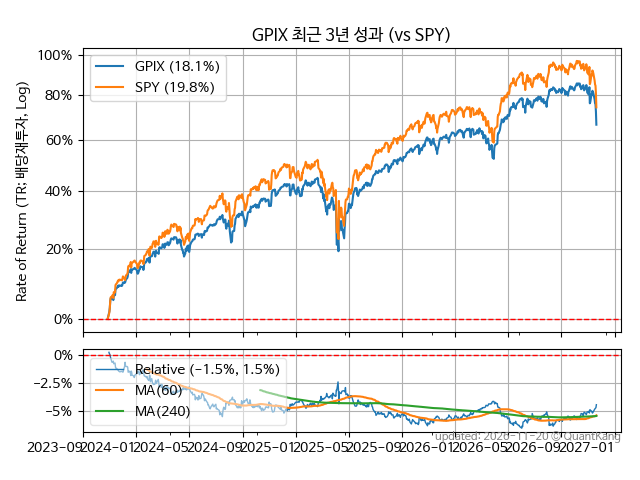 GPIX 최근 3년 성과 (vs SPY)
100%
80%
60%
40%
20%
0%
Rate of Return (TR: 배당재투자, Log)
GPIX (18.1%)
SPY (19.8%)
0%
−2.5%
−5%
Relative (−1.5%, 1.5%)
MA(60)
MA(240)
2023-09 2024-01 2024-05 2024-09 2025-01 2025-05 2025-09 2026-01 2026-05 2026-09 2027-01
updated: 2026-11-20 © QuantKang